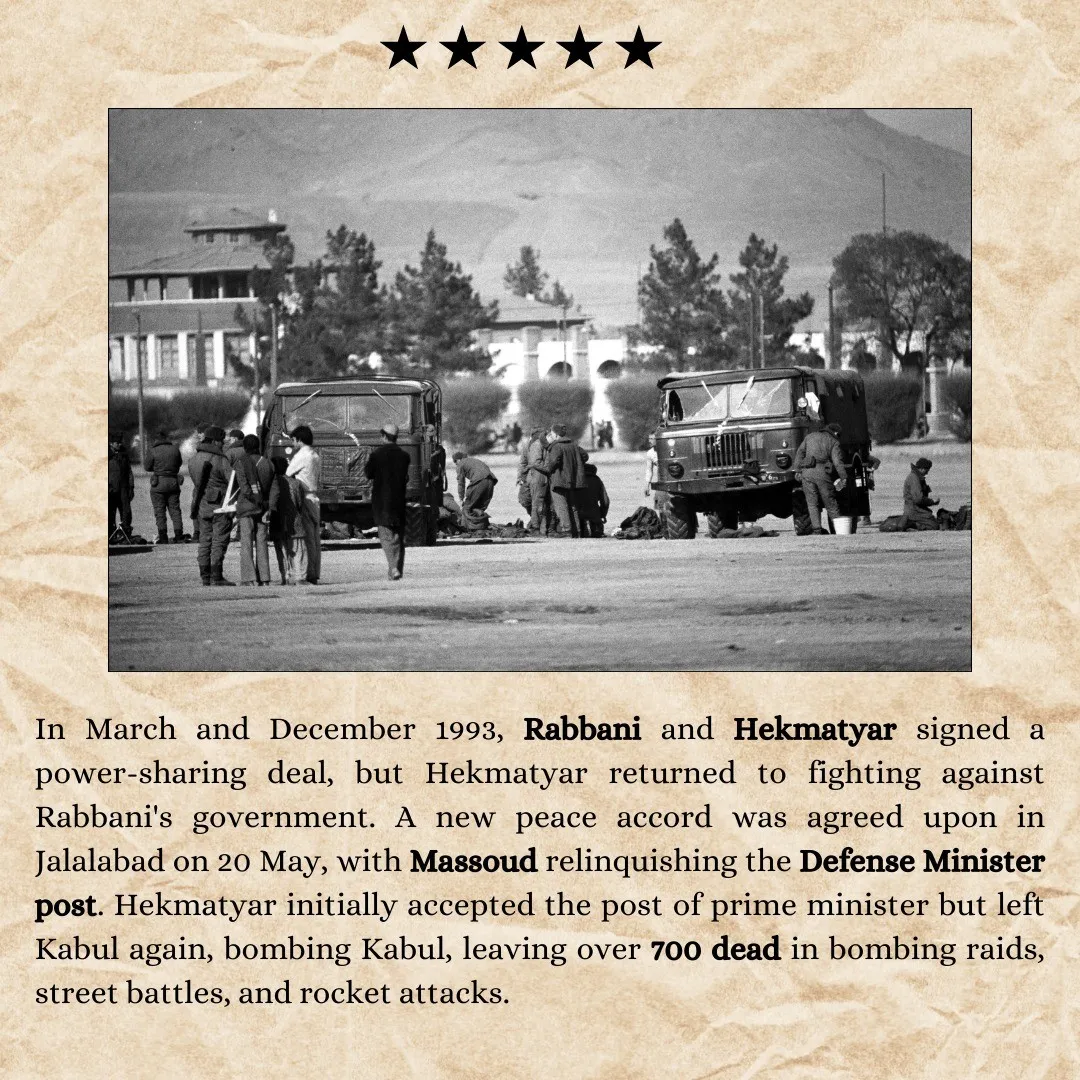 In March and December 1993, Rabbani and Hekmatyar signed a
power-sharing deal, but Hekmatyar returned to fighting against
Rabbani's government. A new peace accord was agreed upon in
Jalalabad on 20 May, with Massoud relinquishing the Defense Minister
post. Hekmatyar initially accepted the post of prime minister but left
Kabul again, bombing Kabul, leaving over 700 dead in bombing raids,
street battles, and rocket attacks.